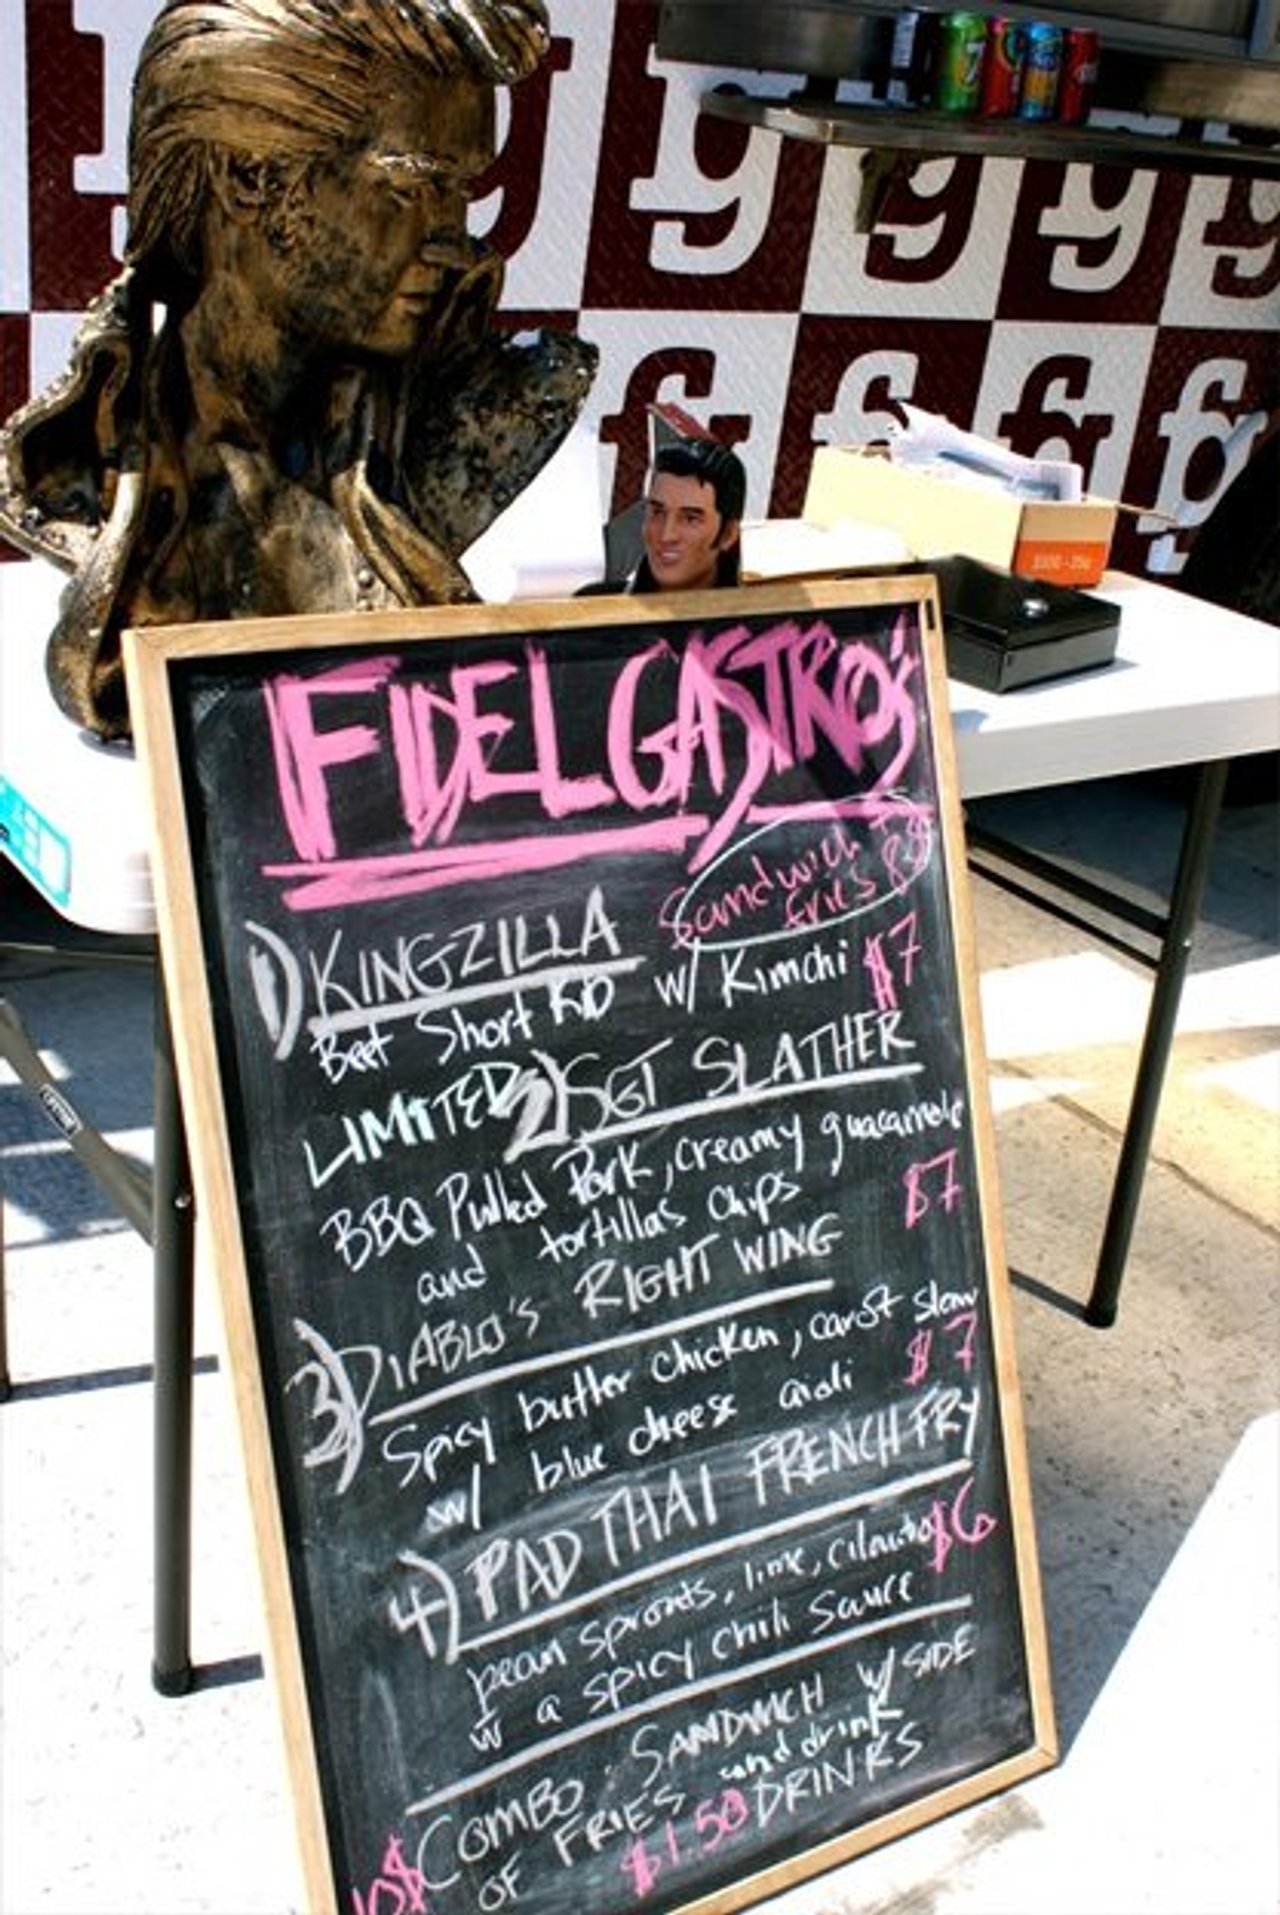 FIDEL GASTRO'S
Sandwich
fries $8
1) KINGZILLA
Beef Short Rib w/ Kimchi $7
LIMITED 2) SGT SLATHER
BBQ Pulled Pork, creamy guacamole
and tortillas chips $7
3) DIABLO'S RIGHT WING
Spicy butter chicken, carot slaw
w/ blue cheese aioli $7
4) PAD THAI FRENCH FRY
bean sprouts, lime, cilantro $6
w a spicy chili sauce
COMBO. SANDWICH W/ SIDE
OF FRIES and drink
10$ $1.50 DRINKS